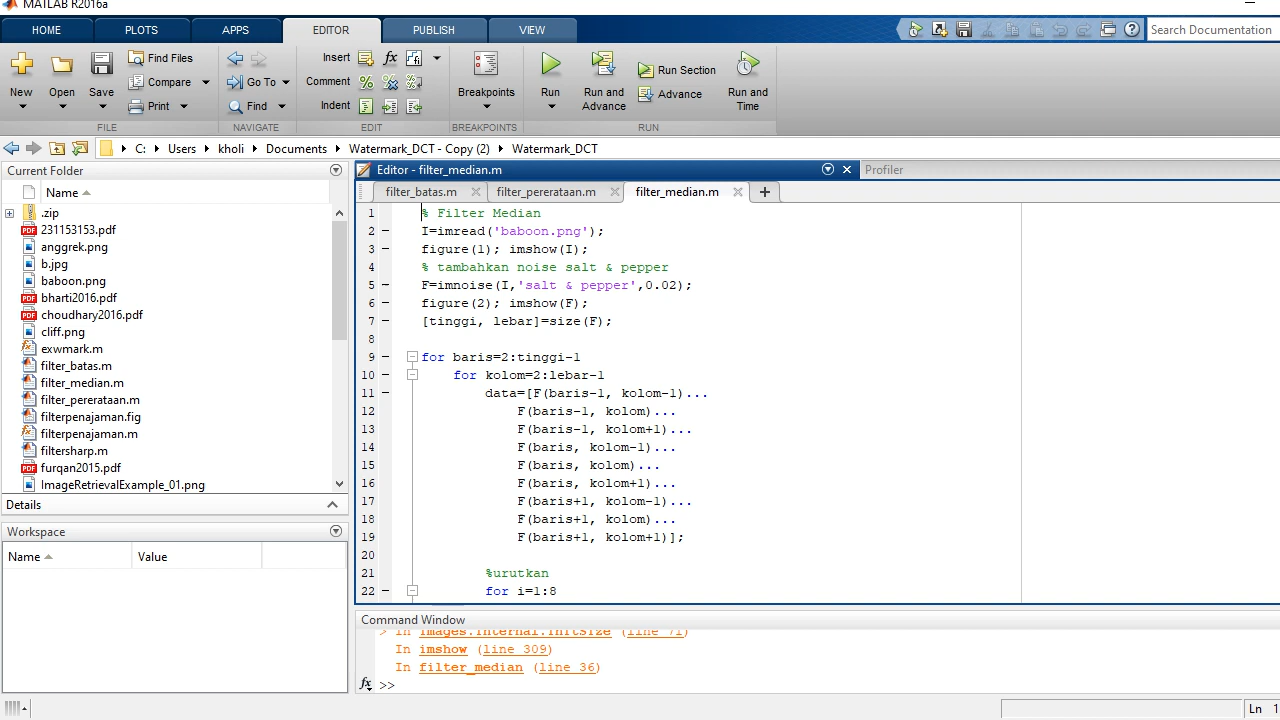 MATLAB R2016a
HOME PLOTS APPS EDITOR PUBLISH VIEW
Search Documentation
New Open Save
Find Files
Compare
Print
FILE
Go To
Find
NAVIGATE
Insert
Comment
Indent
EDIT
Breakpoints
BREAKPOINTS
Run
Run and Advance
Run Section
Advance
Run and Time
RUN
C: Users kholi Documents Watermark_DCT - Copy (2) Watermark_DCT
Current Folder
Name
.zip
231153153.pdf
anggrek.png
b.jpg
baboon.png
bharti2016.pdf
choudhary2016.pdf
cliff.png
exwmark.m
filter_batas.m
filter_median.m
filter_pererataan.m
filterpenajaman.fig
filterpenajaman.m
filtersharp.m
furqan2015.pdf
ImageRetrievalExample_01.png
Details
Workspace
Name Value
Editor - filter_median.m
Profiler
filter_batas.m filter_pererataan.m filter_median.m
1 % Filter Median
2 I=imread('baboon.png');
3 figure(1); imshow(I);
4 % tambahkan noise salt & pepper
5 F=imnoise(I,'salt & pepper',0.02);
6 figure(2); imshow(F);
7 [tinggi, lebar]=size(F);
8
9 for baris=2:tinggi-1
10 for kolom=2:lebar-1
11 data=[F(baris-1, kolom-1)...
12 F(baris-1, kolom)...
13 F(baris-1, kolom+1)...
14 F(baris, kolom-1)...
15 F(baris, kolom)...
16 F(baris, kolom+1)...
17 F(baris+1, kolom-1)...
18 F(baris+1, kolom)...
19 F(baris+1, kolom+1)];
20
21 %urutkan
22 for i=1:8
Command Window
> In images.internal.initSize (line 71)
In imshow (line 309)
In filter_median (line 36)
fx >>
Ln 1